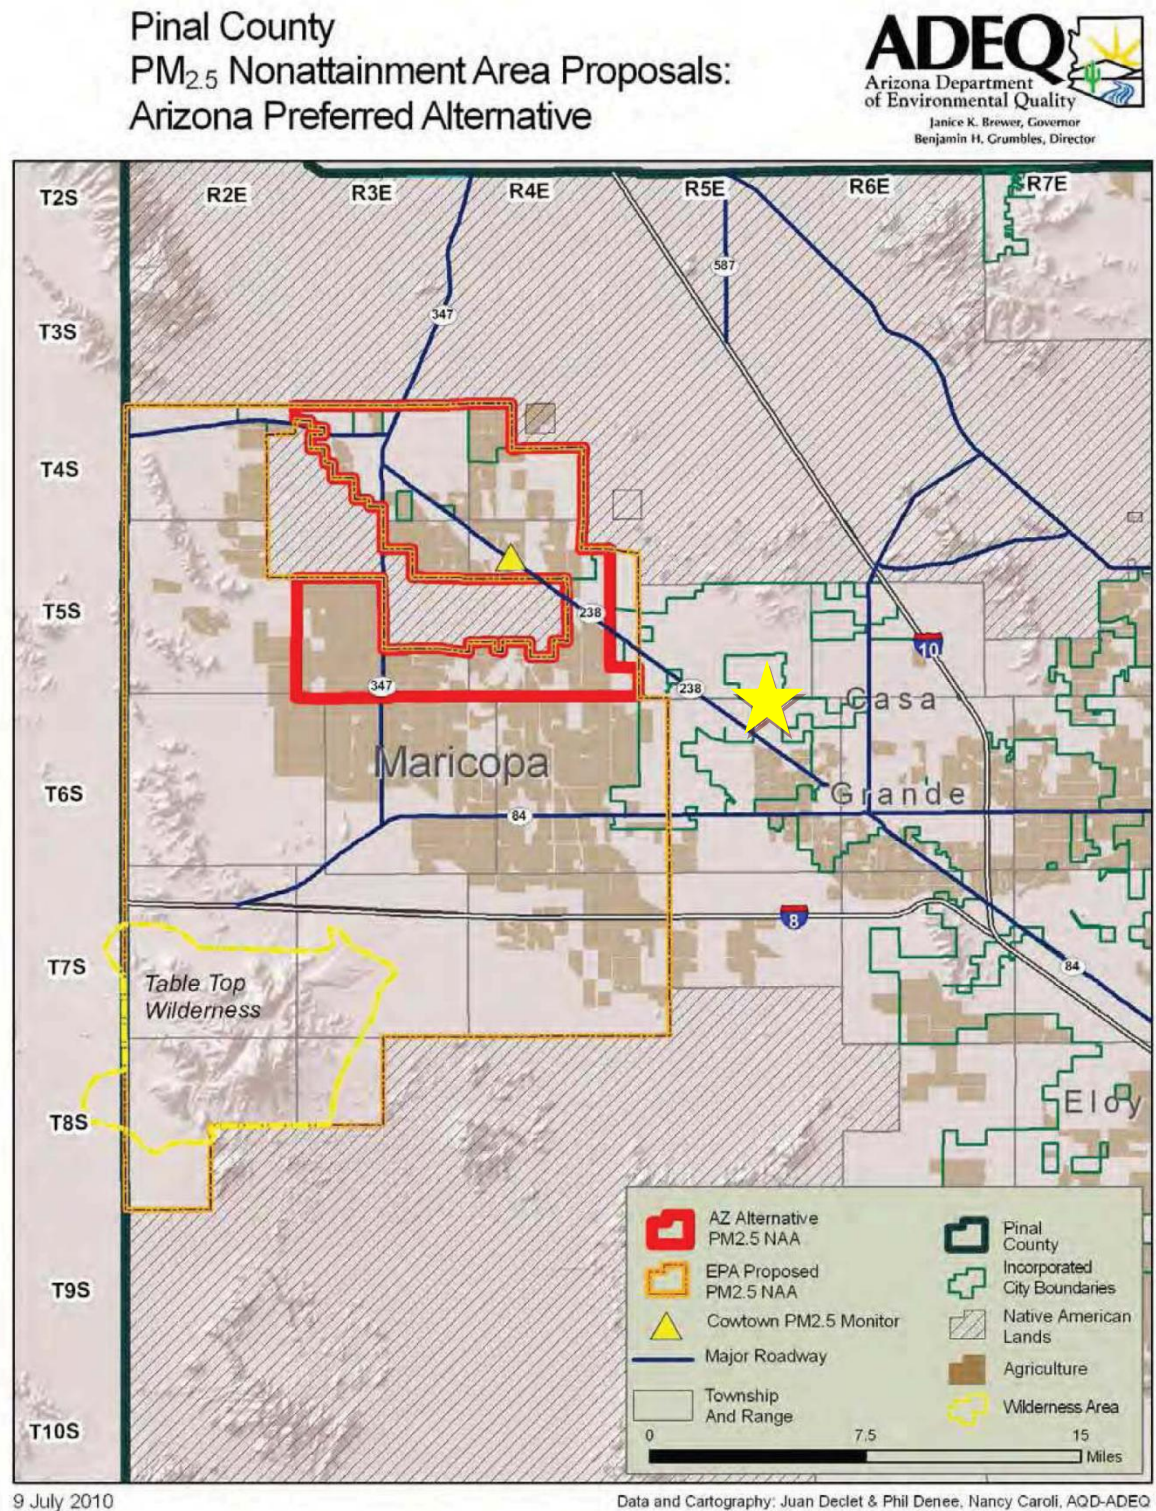 Pinal County
PM2.5 Nonattainment Area Proposals:
Arizona Preferred Alternative
ADEQ
Arizona Department
of Environmental Quality
Janice K. Brewer, Governor
Benjamin H. Grumbles, Director
T2S
R2E
R3E
R4E
R5E
R6E
R7E
587
347
T3S
T4S
T5S
238
10
347
238
Casa
Maricopa
T6S
Grande
84
8
T7S
84
Table Top
Wilderness
T8S
Eloy
T9S
T10S
AZ Alternative
PM2.5 NAA
EPA Proposed
PM2.5 NAA
Cowtown PM2.5 Monitor
Major Roadway
Township
And Range
Pinal
County
Incorporated
City Boundaries
Native American
Lands
Agriculture
Wilderness Area
0 7.5 15
Miles
9 July 2010
Data and Cartography: Juan Declet & Phil Denee, Nancy Caroli, AQD-ADEQ